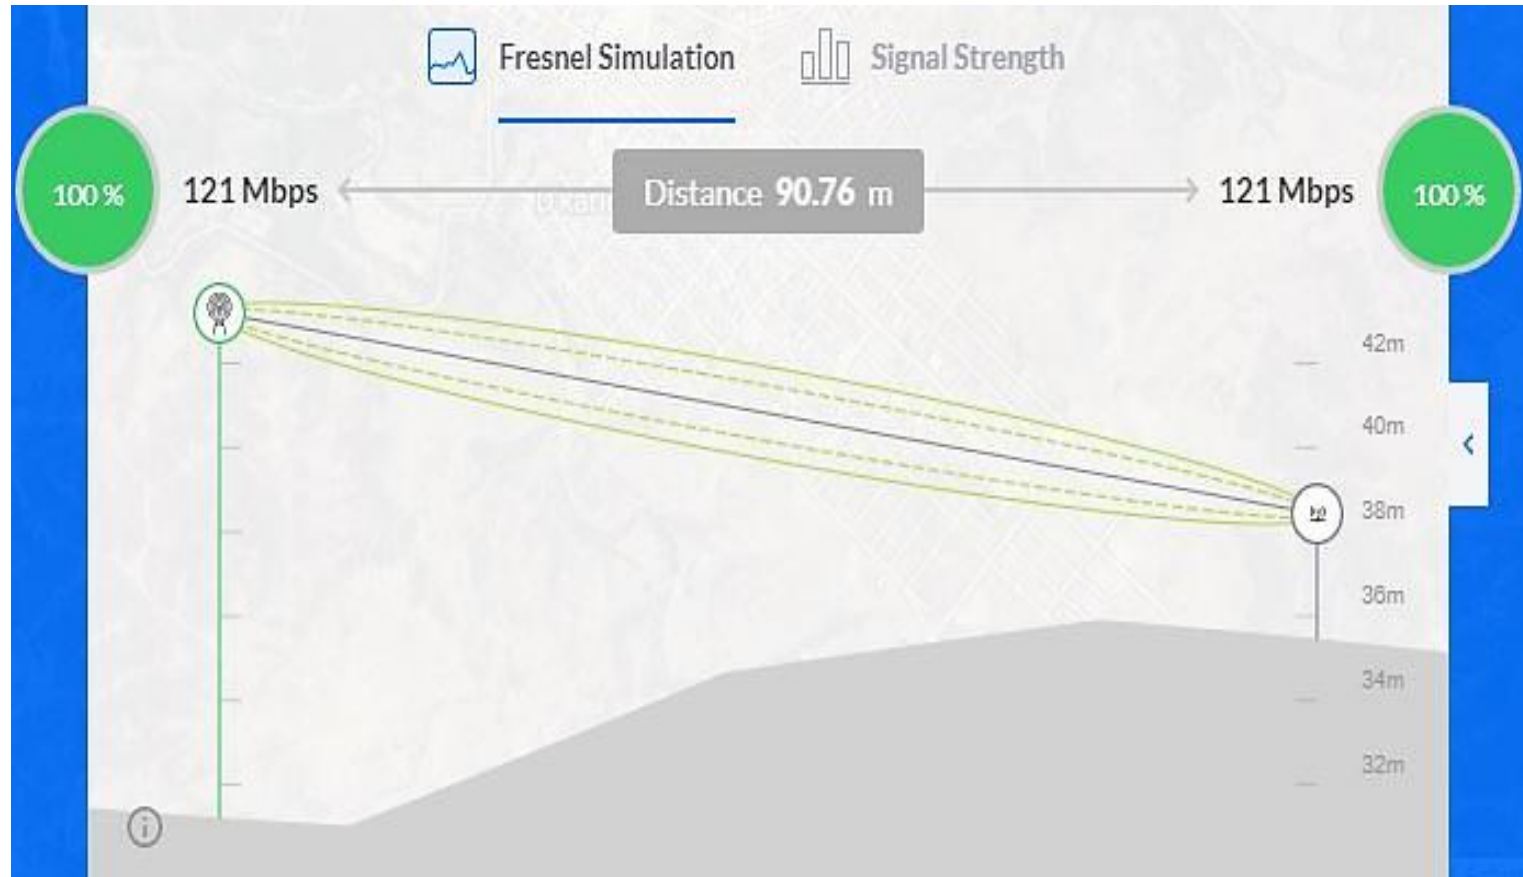 Fresnel Simulation
Signal Strength
100 %
121 Mbps
Distance 90.76 m
121 Mbps
100 %
42m
40m
38m
36m
34m
32m
i